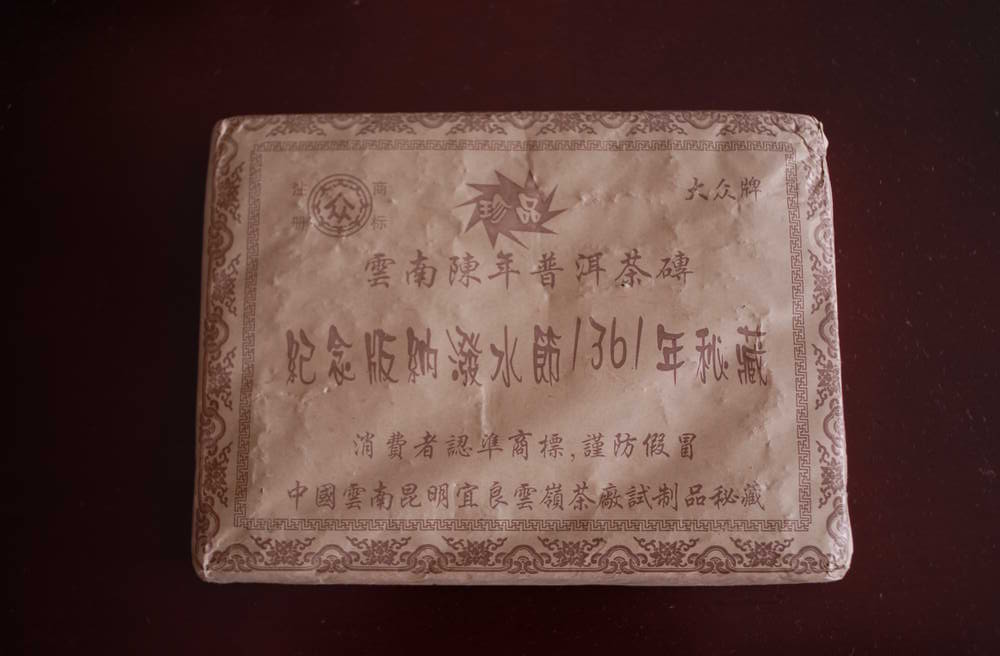 註 商
众
冊 标
珍品
大众牌
雲南陳年普洱茶磚
紀念版納潑水節1361年秘藏
消費者認準商標,謹防假冒
中國雲南昆明宜良雲嶺茶廠試制品秘藏